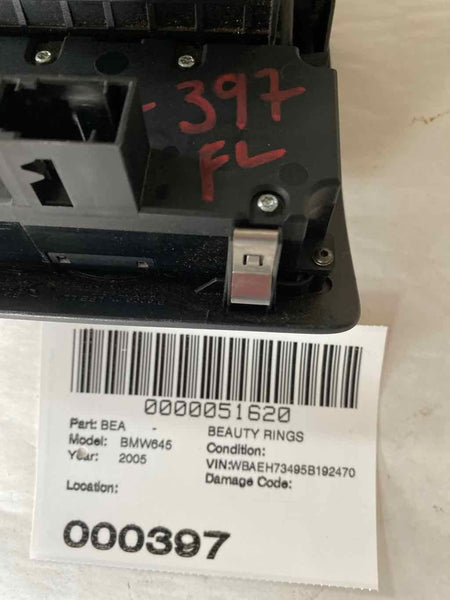 - 397
FL
0000051620
Part: BEA - BEAUTY RINGS
Model: BMW645 Condition:
Year: 2005 VIN:WBAEH73495B192470
Location: Damage Code:
000397